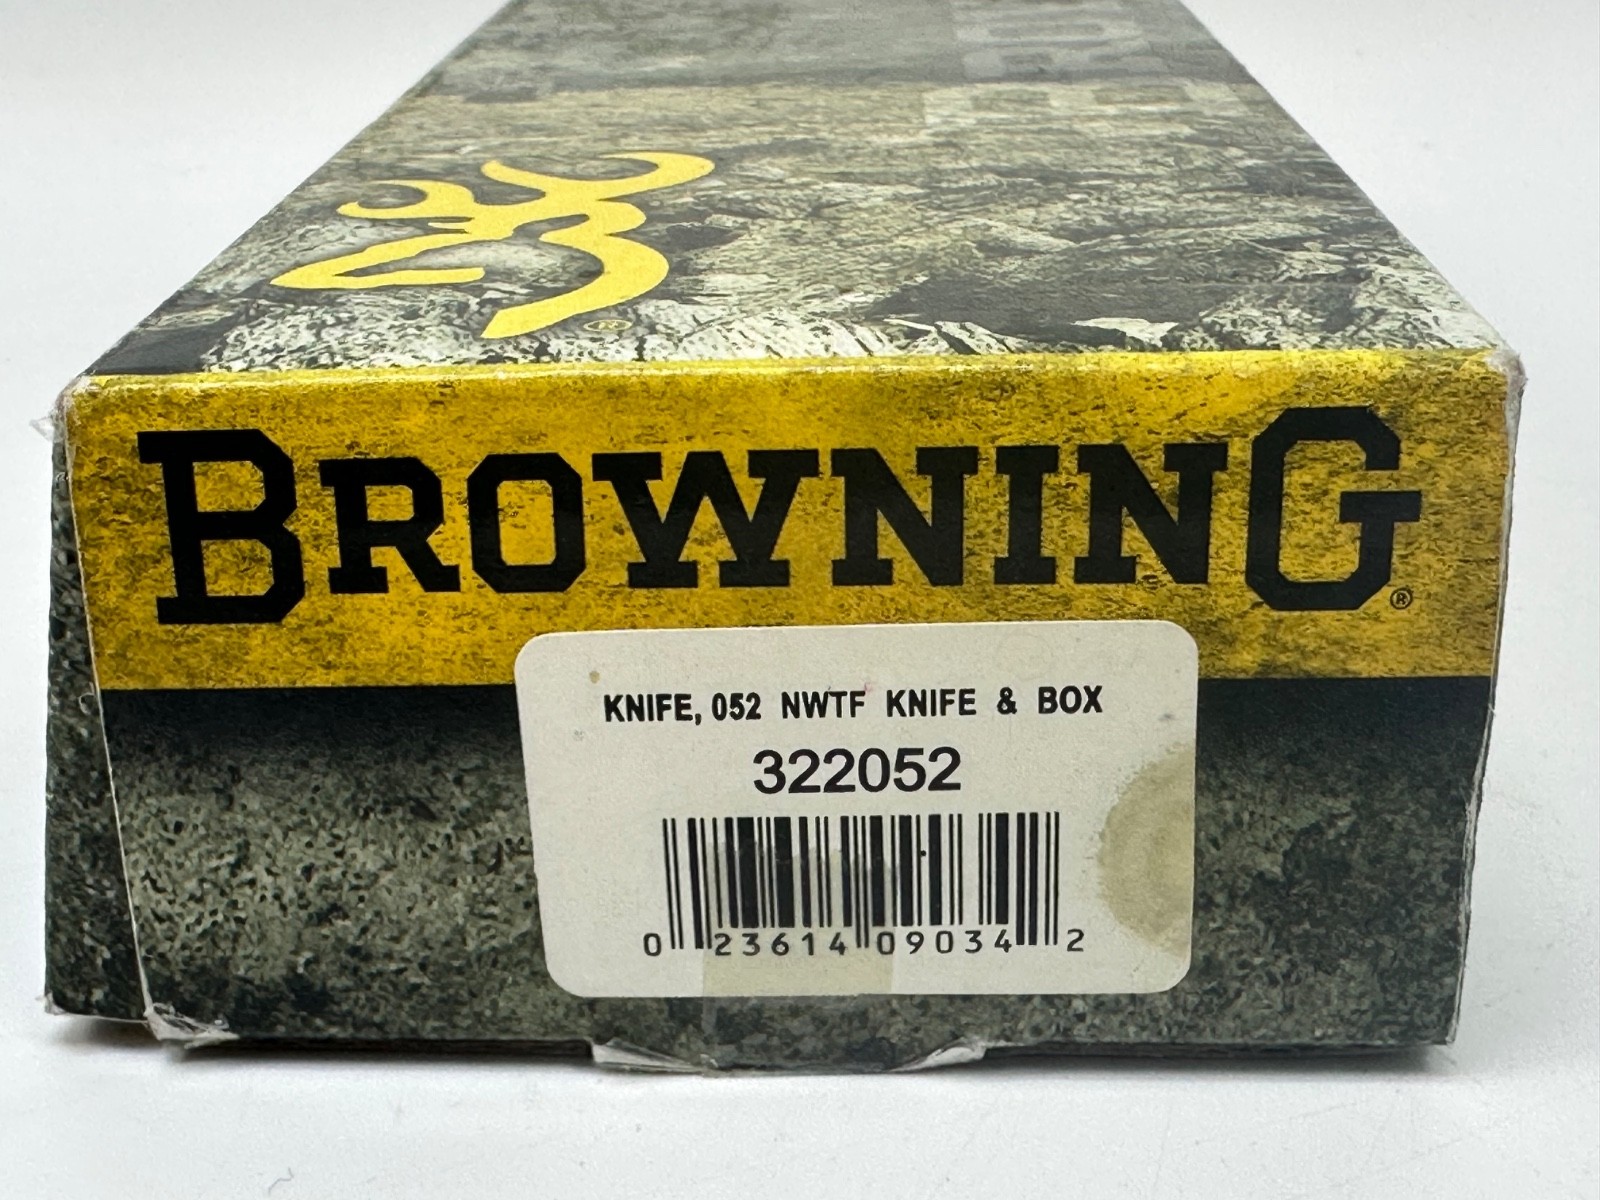 ®
BROWNING®
KNIFE, 052 NWTF KNIFE & BOX
322052
0 23614 09034 2